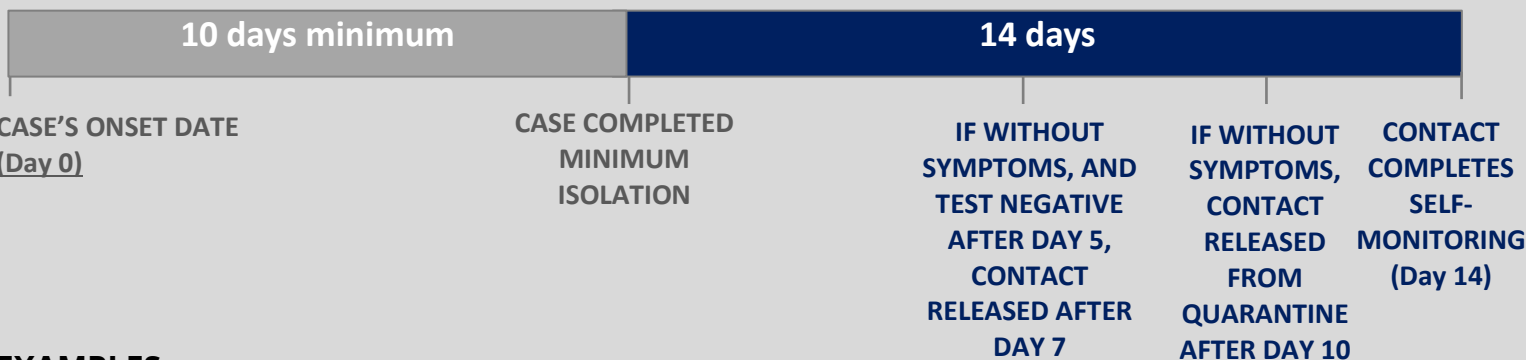 10 days minimum
14 days
CASE'S ONSET DATE
(Day 0)
CASE COMPLETED
MINIMUM
ISOLATION
IF WITHOUT
SYMPTOMS, AND
TEST NEGATIVE
AFTER DAY 5,
CONTACT
RELEASED AFTER
DAY 7
IF WITHOUT
SYMPTOMS,
CONTACT
RELEASED
FROM
QUARANTINE
AFTER DAY 10
CONTACT
COMPLETES
SELF-
MONITORING
(Day 14)
EXAMPLES